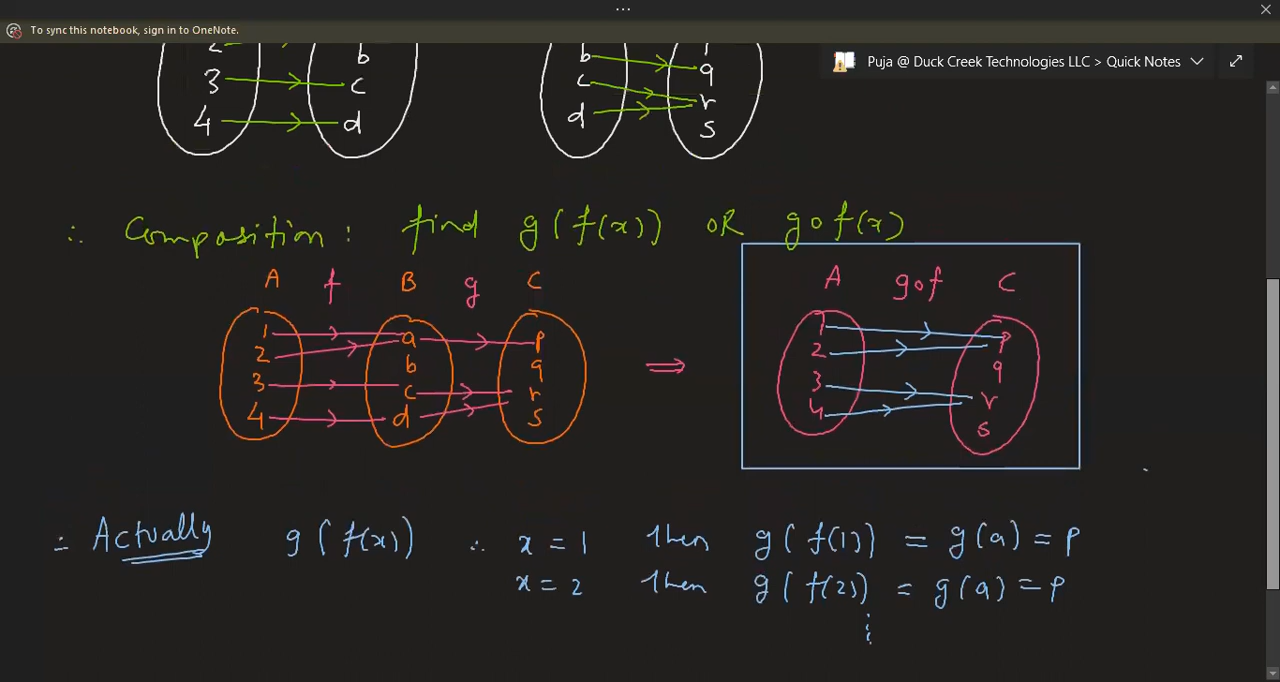 ...
To sync this notebook, sign in to OneNote.
Puja @ Duck Creek Technologies LLC > Quick Notes
2 b b
3 c c q
4 d d r
s
∴ Composition: find g(f(x)) OR gof(x)
A f B g C A gof C
1 a p 1 p
2 b q ⇒ 2 q
3 c r 3 r
4 d s 4 s
∴ Actually g(f(x)) ∴ x = 1 then g(f(1)) = g(a) = p
x = 2 then g(f(2)) = g(a) = p
⋮